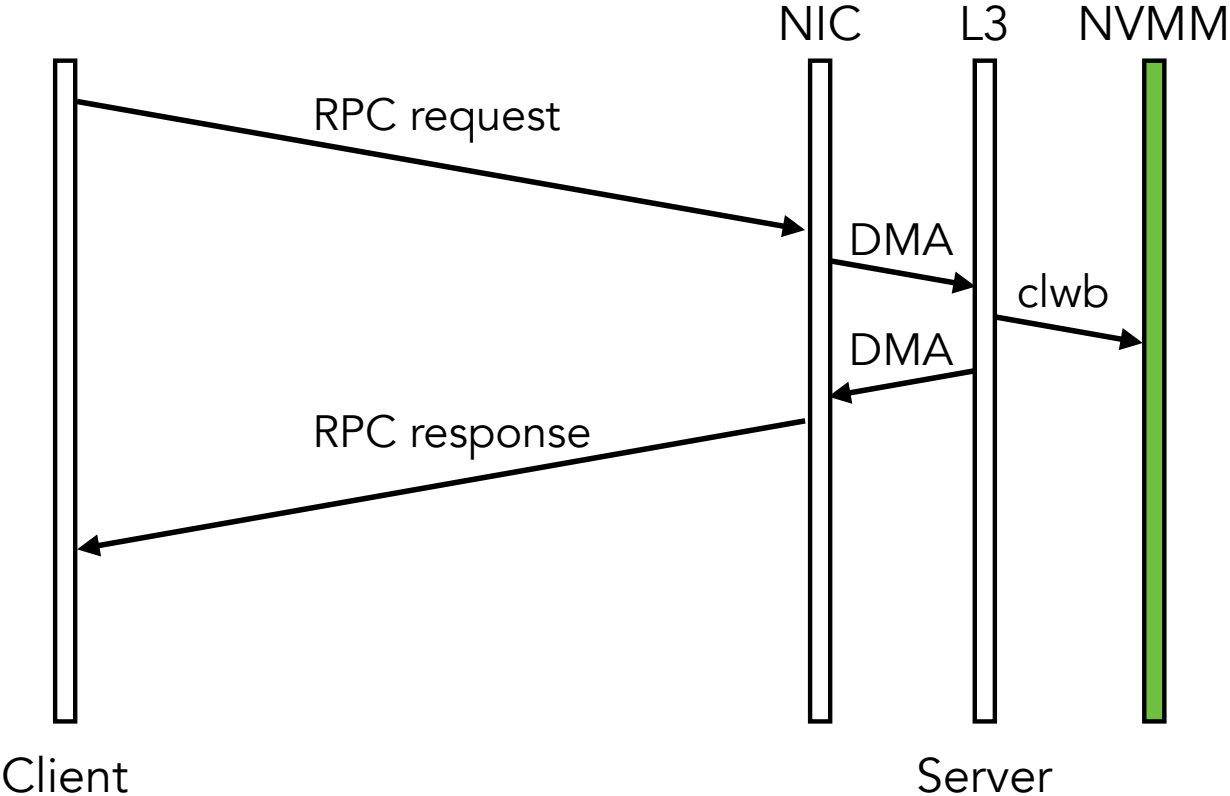 NIC
L3
NVMM
RPC request
DMA
clwb
DMA
RPC response
Client
Server